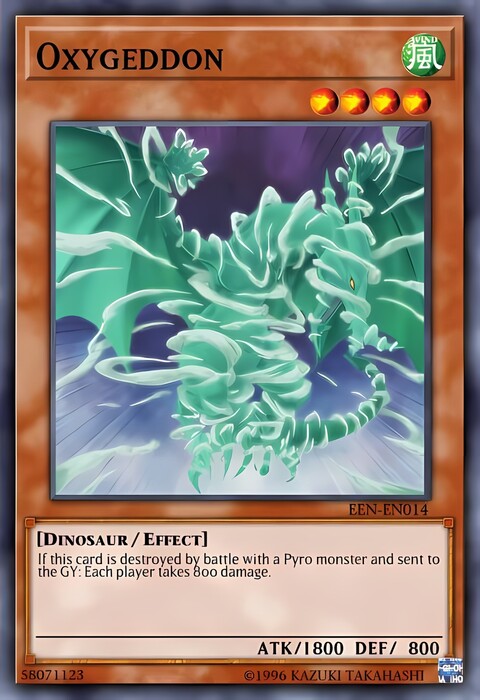 OXYGEDDON
WIND
風
EEN-EN014
[DINOSAUR / EFFECT]
If this card is destroyed by battle with a Pyro monster and sent to
the GY: Each player takes 800 damage.
ATK/1800 DEF/ 800
58071123
©1996 KAZUKI TAKAHASHI